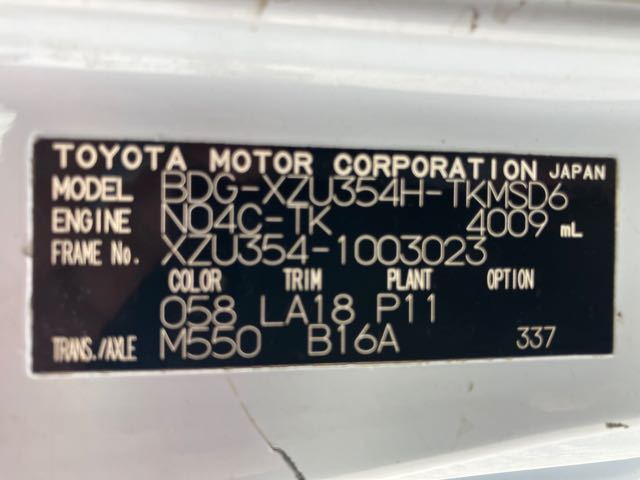 TOYOTA MOTOR CORPORATION JAPAN
MODEL BDG-XZU354H-TKMSD6
ENGINE N04C-TK 4009 mL
FRAME No. XZU354-1003023
COLOR TRIM PLANT OPTION
058 LA18 P11
TRANS./AXLE M550 B16A 337